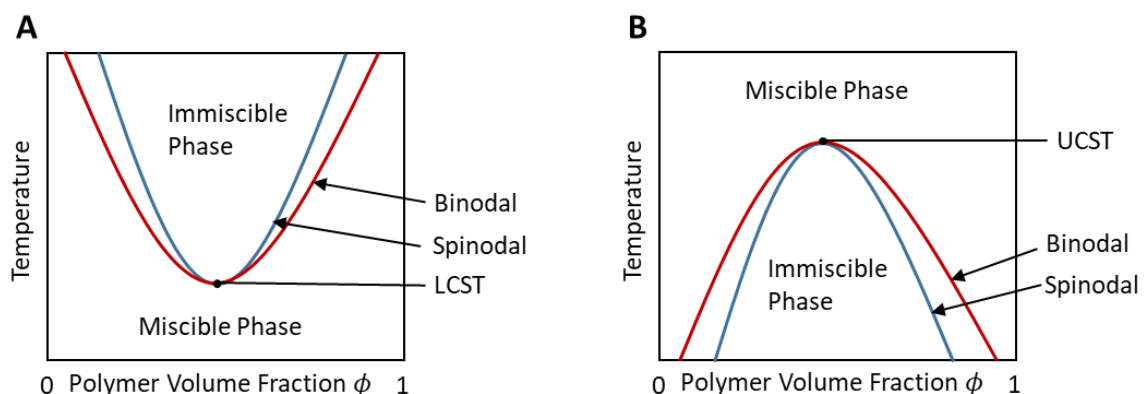 A
Temperature
Immiscible
Phase
Binodal
Spinodal
LCST
Miscible Phase
0 Polymer Volume Fraction ϕ 1
B
Temperature
Miscible Phase
UCST
Immiscible
Phase
Binodal
Spinodal
0 Polymer Volume Fraction ϕ 1